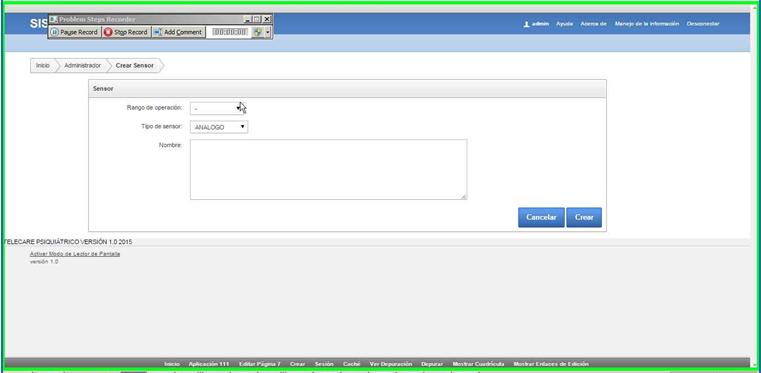 SIS
Problem Steps Recorder
Pause Record Stop Record Add Comment 00:00:00
admin Ayuda Acerca de Manejo de la información Desconectar
Inicio Administrador Crear Sensor
Sensor
Rango de operación: -
Tipo de sensor: ANALOGO
Nombre:
Cancelar Crear
TELECARE PSIQUIÁTRICO VERSIÓN 1.0 2015
Activar Modo de Lector de Pantalla
versión 1.0
Inicio Aplicación 111 Editar Página 7 Crear Sesión Caché Ver Depuración Depurar Mostrar Cuadrícula Mostrar Enlaces de Edición